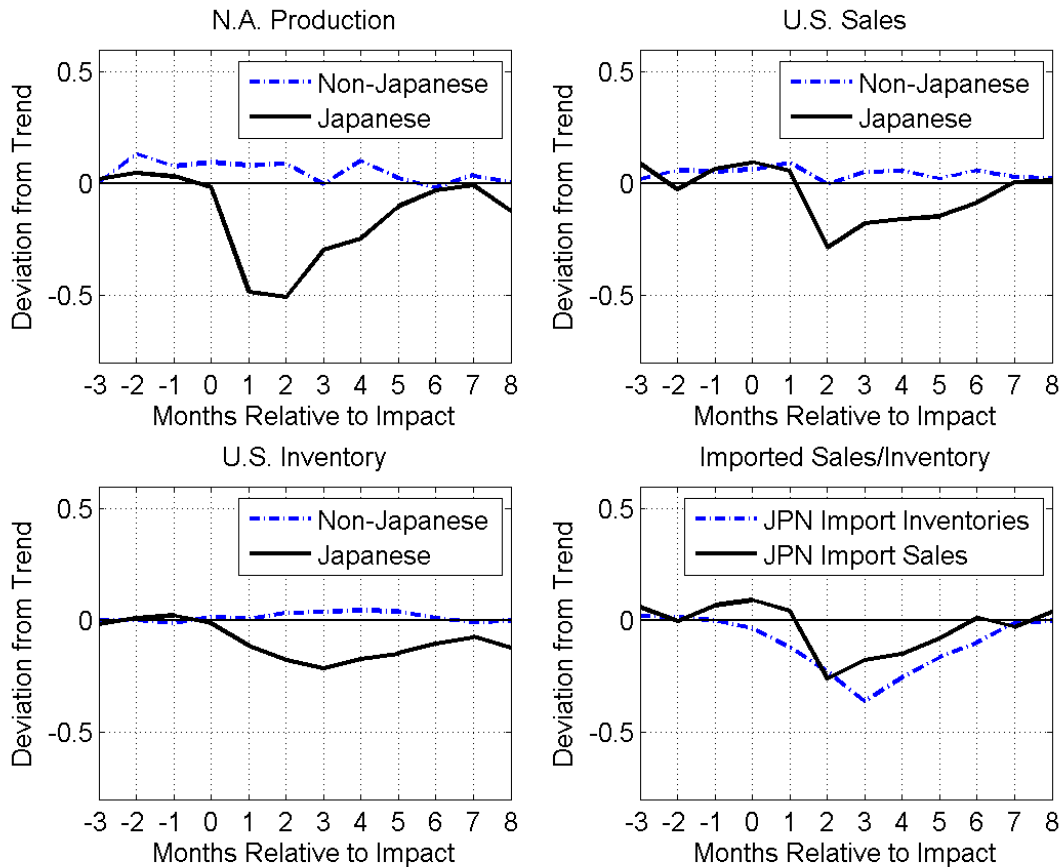 N.A. Production
Deviation from Trend
0.5
0
-0.5
Non-Japanese
Japanese
-3 -2 -1 0 1 2 3 4 5 6 7 8
Months Relative to Impact
U.S. Sales
Deviation from Trend
0.5
0
-0.5
Non-Japanese
Japanese
-3 -2 -1 0 1 2 3 4 5 6 7 8
Months Relative to Impact
U.S. Inventory
Deviation from Trend
0.5
0
-0.5
Non-Japanese
Japanese
-3 -2 -1 0 1 2 3 4 5 6 7 8
Months Relative to Impact
Imported Sales/Inventory
Deviation from Trend
0.5
0
-0.5
JPN Import Inventories
JPN Import Sales
-3 -2 -1 0 1 2 3 4 5 6 7 8
Months Relative to Impact